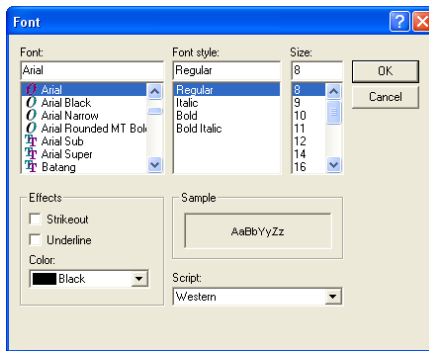 Font
Font:
Arial
Arial
Arial Black
Arial Narrow
Arial Rounded MT Bol
Arial Sub
Arial Super
Batang
Font style:
Regular
Regular
Italic
Bold
Bold Italic
Size:
8
8
9
10
11
12
14
16
OK
Cancel
Effects
Strikeout
Underline
Color:
Black
Sample
AaBbYyZz
Script:
Western